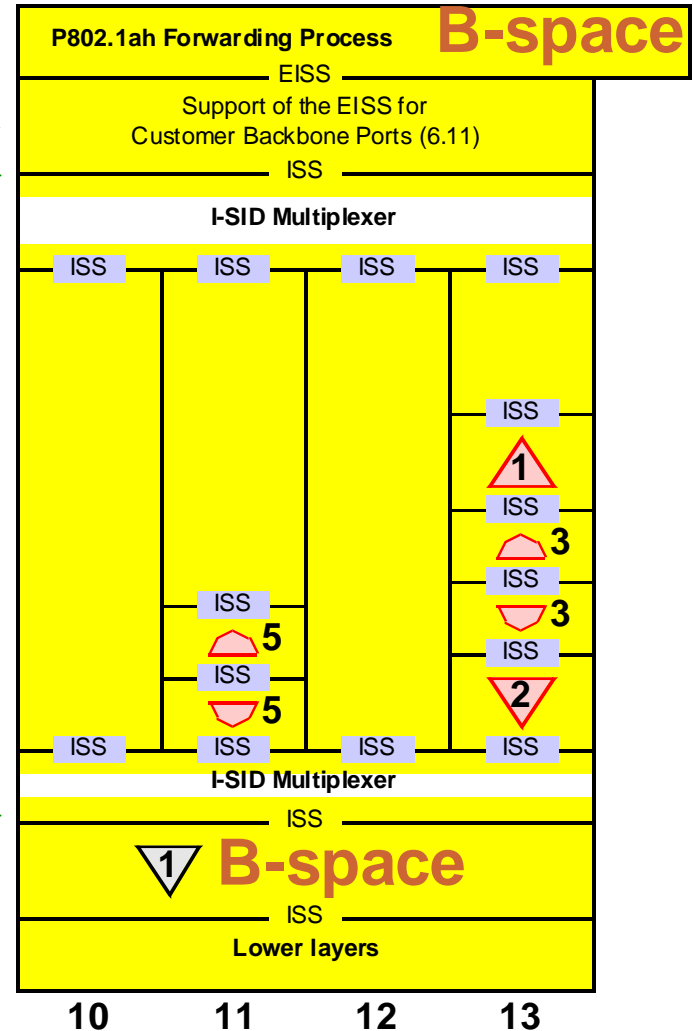 P802.1ah Forwarding Process B-space
EISS
Support of the EISS for
Customer Backbone Ports (6.11)
ISS
I-SID Multiplexer
ISS ISS ISS ISS
ISS
1
ISS
3
ISS
ISS 3
5 ISS
ISS 2
5
ISS ISS ISS ISS
I-SID Multiplexer
ISS
1 B-space
ISS
Lower layers
10 11 12 13